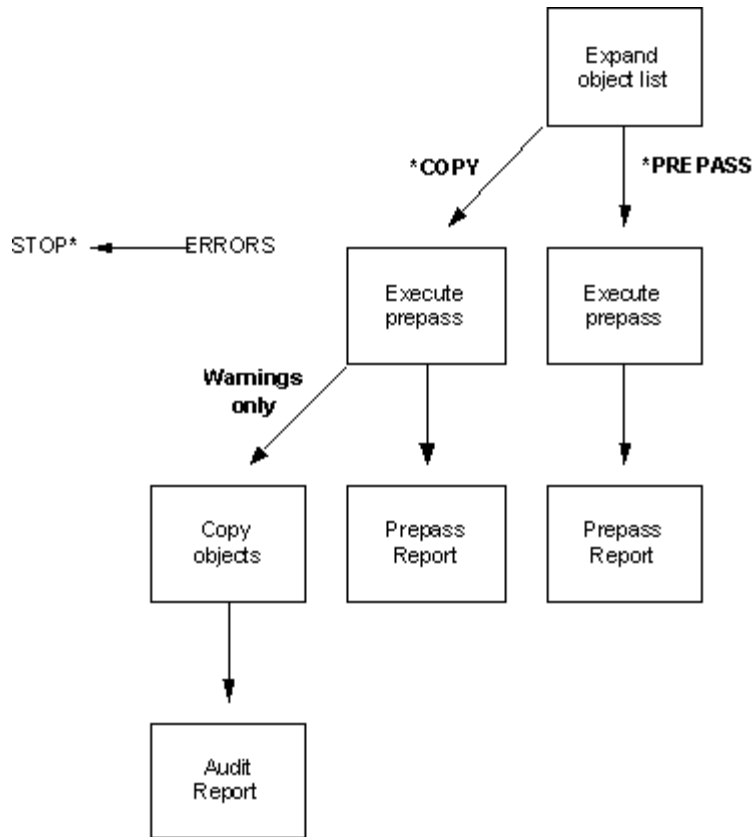 Expand
object list
*COPY
*PREPASS
STOP*
ERRORS
Execute
prepass
Execute
prepass
Warnings
only
Copy
objects
Prepass
Report
Prepass
Report
Audit
Report